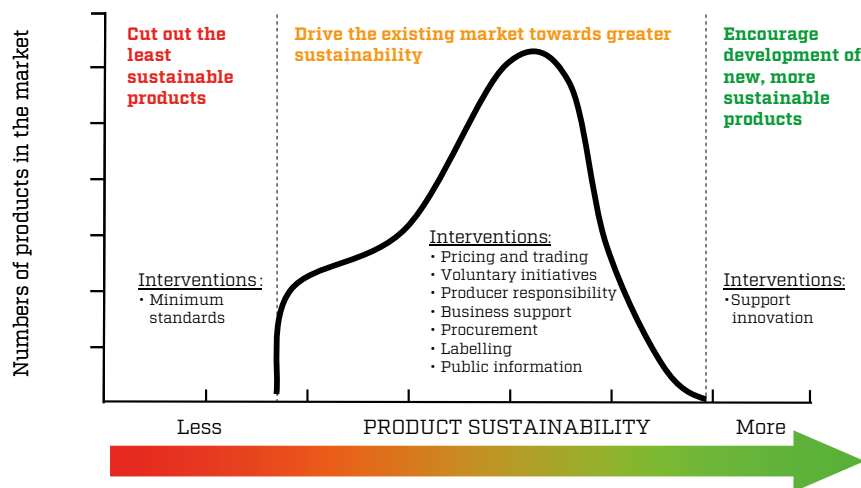 Cut out the
least
sustainable
products
Drive the existing market towards greater
sustainability
Encourage
development of
new, more
sustainable
products
Numbers of products in the market
Interventions:
• Minimum
standards
Interventions:
• Pricing and trading
• Voluntary initiatives
• Producer responsibility
• Business support
• Procurement
• Labelling
• Public information
Interventions:
•Support
innovation
Less
PRODUCT SUSTAINABILITY
More